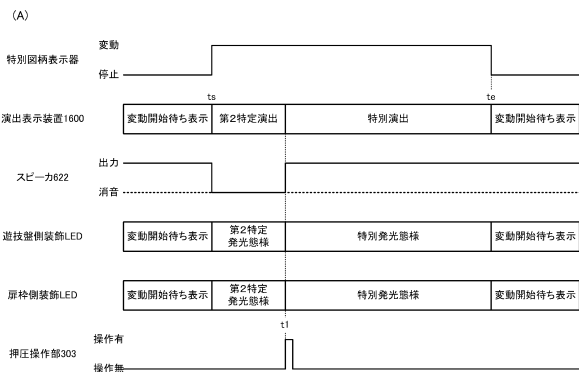 (A)
特別図柄表示器
変動
停止
ts
te
演出表示装置1600
変動開始待ち表示
第2特定演出
特別演出
変動開始待ち表示
スピーカ622
出力
消音
遊技盤側装飾LED
変動開始待ち表示
第2特定
発光態様
特別発光態様
変動開始待ち表示
扉枠側装飾LED
変動開始待ち表示
第2特定
発光態様
特別発光態様
変動開始待ち表示
t1
押圧操作部303
操作有
操作無